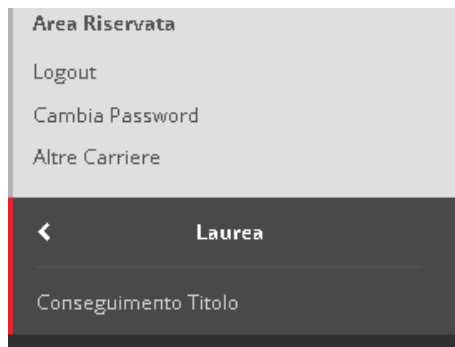 Area Riservata
Logout
Cambia Password
Altre Carriere
Laurea
Conseguimento Titolo